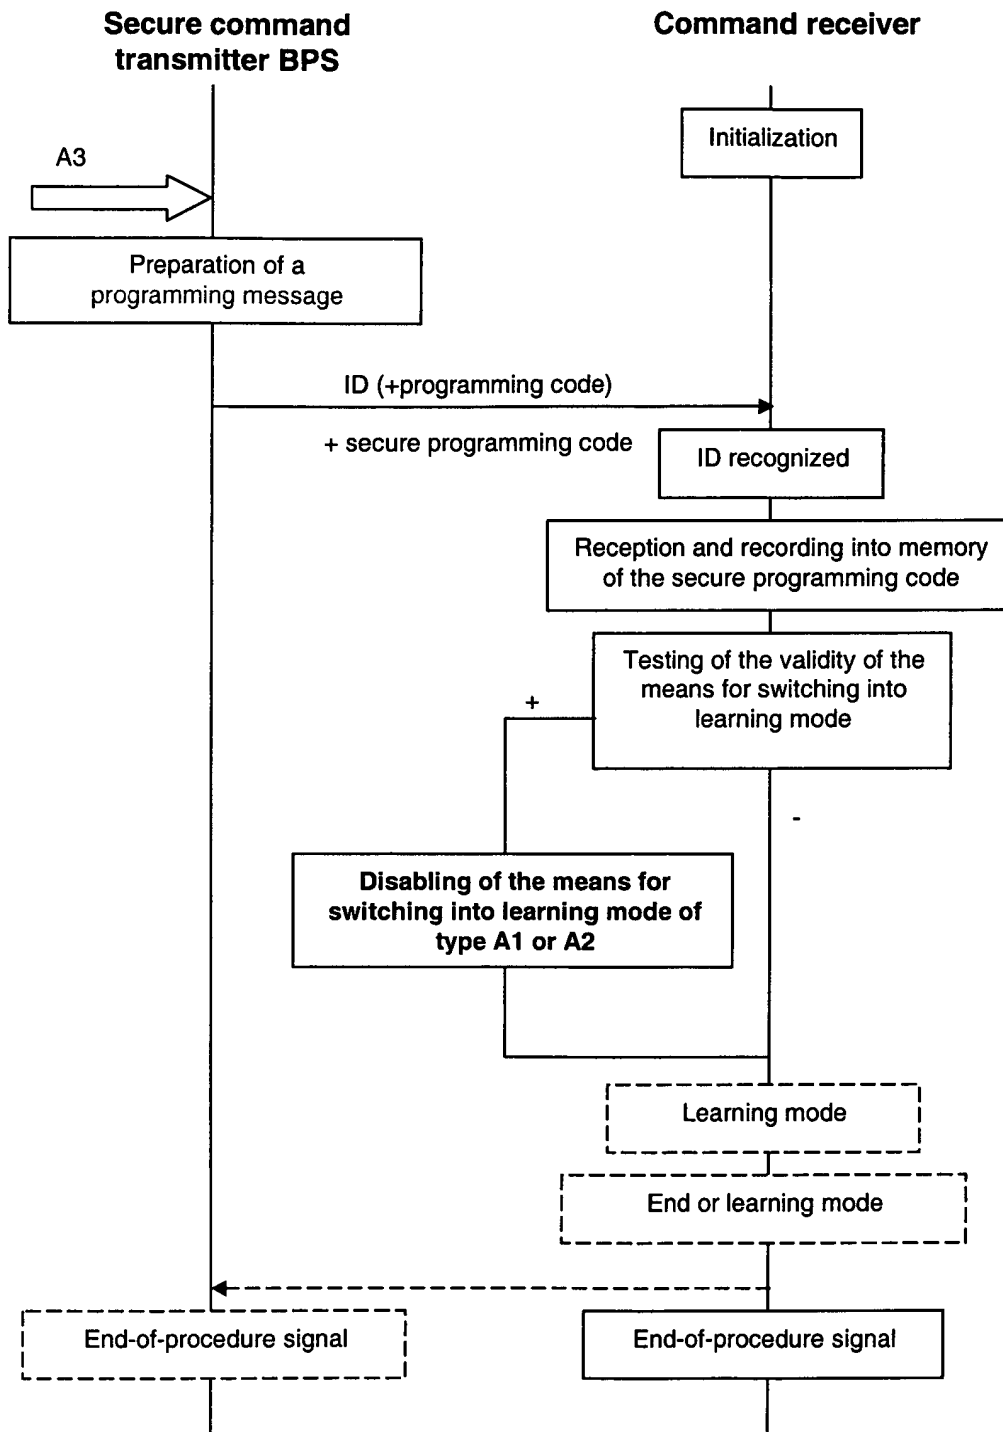 Secure command
transmitter BPS
Command receiver
Initialization
A3
Preparation of a
programming message
ID (+programming code)
+ secure programming code
ID recognized
Reception and recording into memory
of the secure programming code
Testing of the validity of the
means for switching into
learning mode
+
-
Disabling of the means for
switching into learning mode of
type A1 or A2
Learning mode
End or learning mode
End-of-procedure signal
End-of-procedure signal